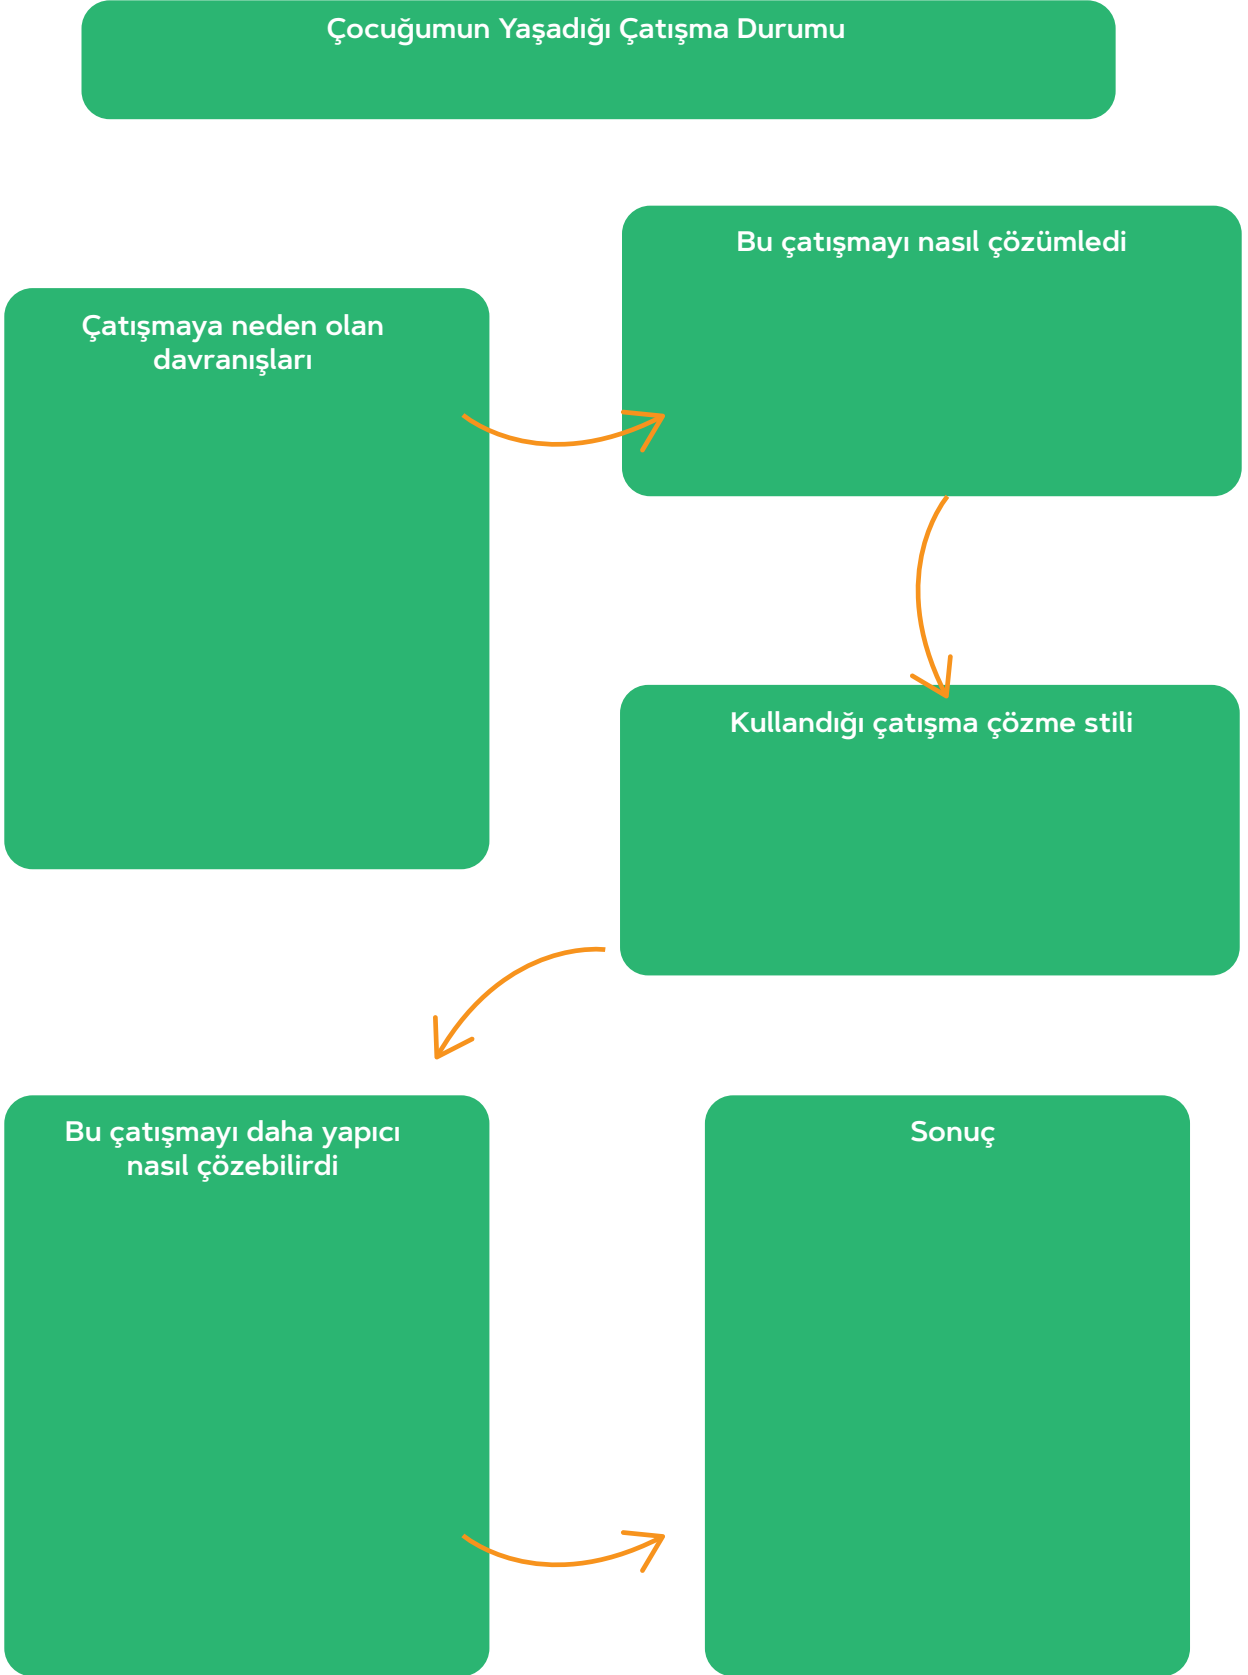 Çocuğumun Yaşadığı Çatışma Durumu
Çatışmaya neden olan
davranışları
Bu çatışmayı nasıl çözümledi
Kullandığı çatışma çözme stili
Bu çatışmayı daha yapıcı
nasıl çözebilirdi
Sonuç